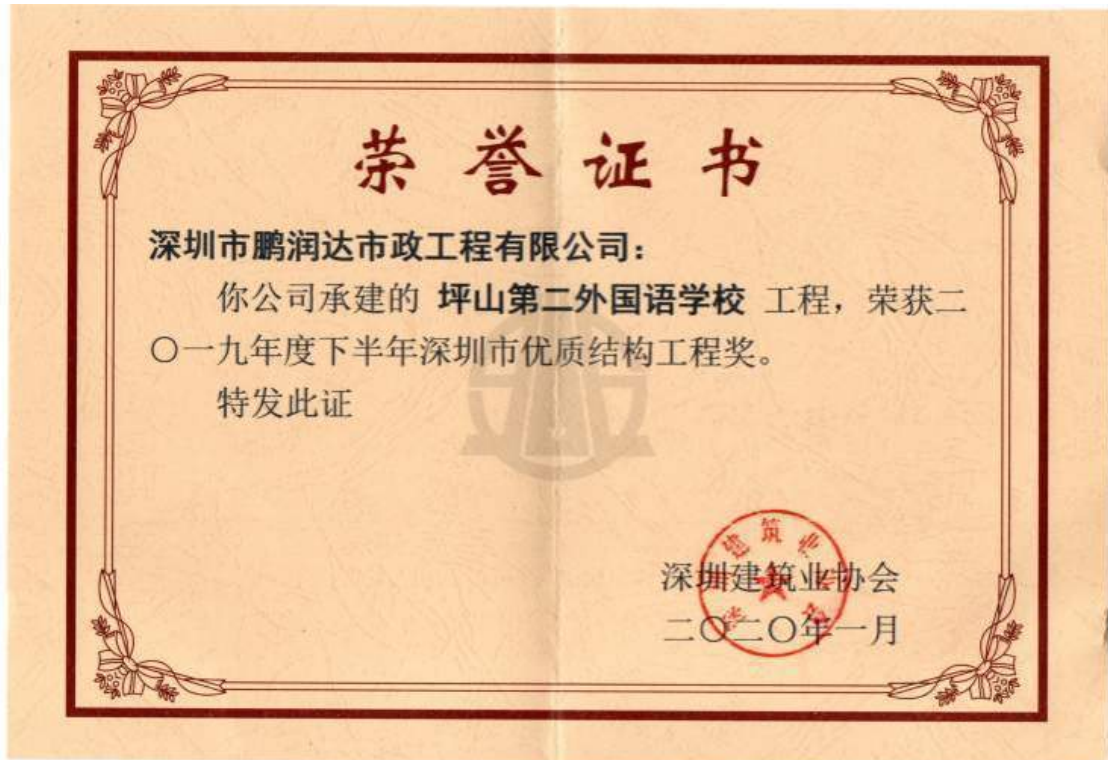 荣誉证书
深圳市鹏润达市政工程有限公司：
你公司承建的 坪山第二外国语学校 工程，荣获二
〇一九年度下半年深圳市优质结构工程奖。
特发此证
深圳建筑业协会
二〇二〇年一月